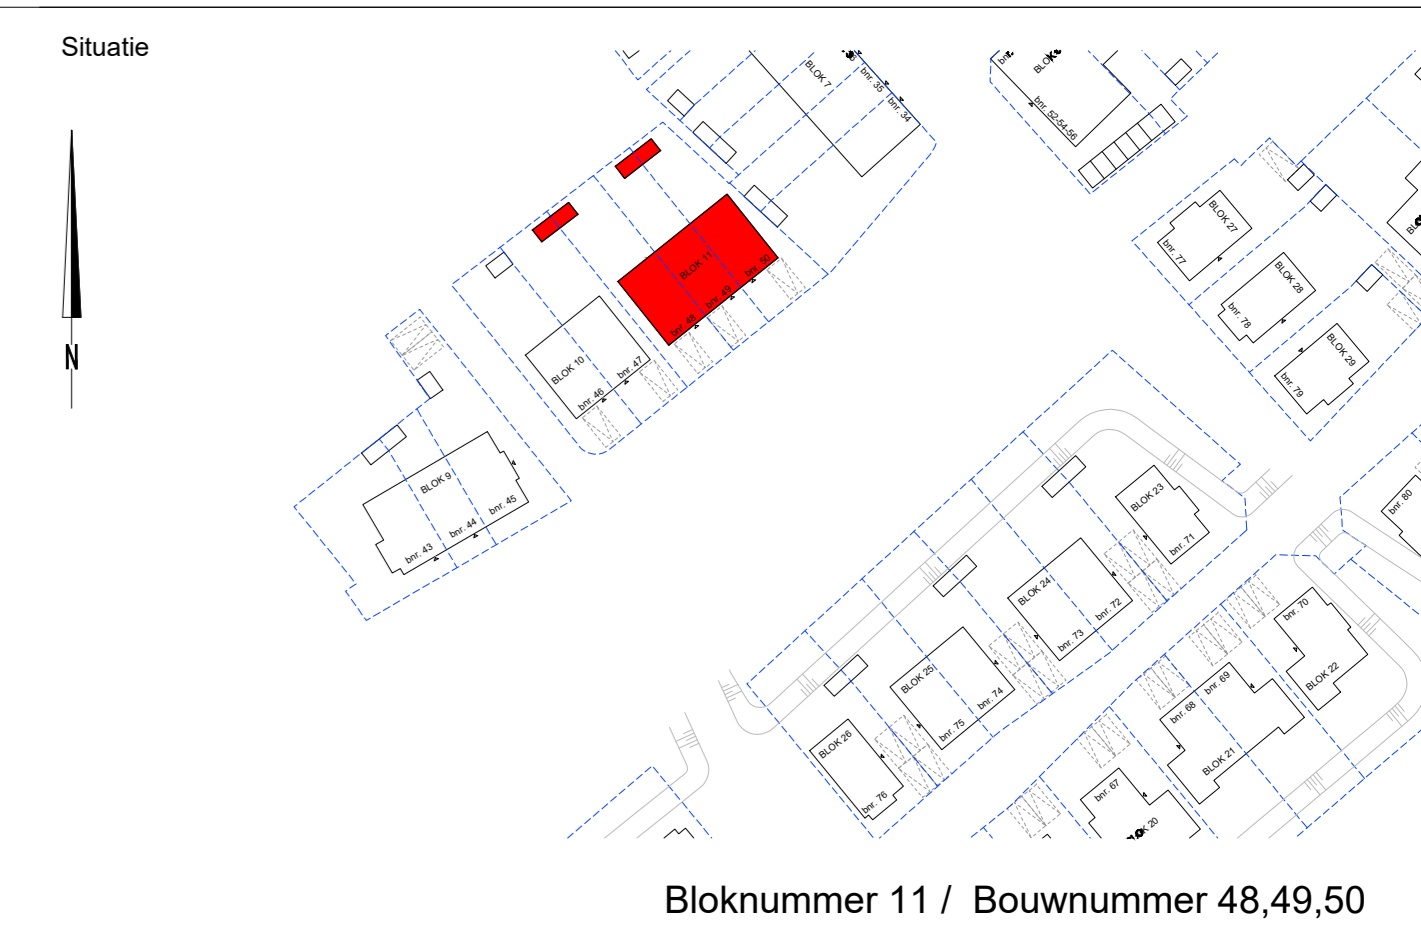 Situatie
N
BLOK 7
bnr. 35
bnr. 34
bnr. 52-54-56
BLOK 27
bnr. 77
BLOK 28
bnr. 78
BLOK 29
bnr. 79
bnr. 80
BLOK 11
bnr. 48
bnr. 49
bnr. 50
BLOK 10
bnr. 46
bnr. 47
BLOK 9
bnr. 43
bnr. 44
bnr. 45
BLOK 23
bnr. 71
BLOK 24
bnr. 72
bnr. 73
BLOK 25
bnr. 74
bnr. 75
BLOK 26
bnr. 76
bnr. 70
BLOK 22
bnr. 69
bnr. 68
BLOK 21
bnr. 67
20
Bloknummer 11 / Bouwnummer 48,49,50